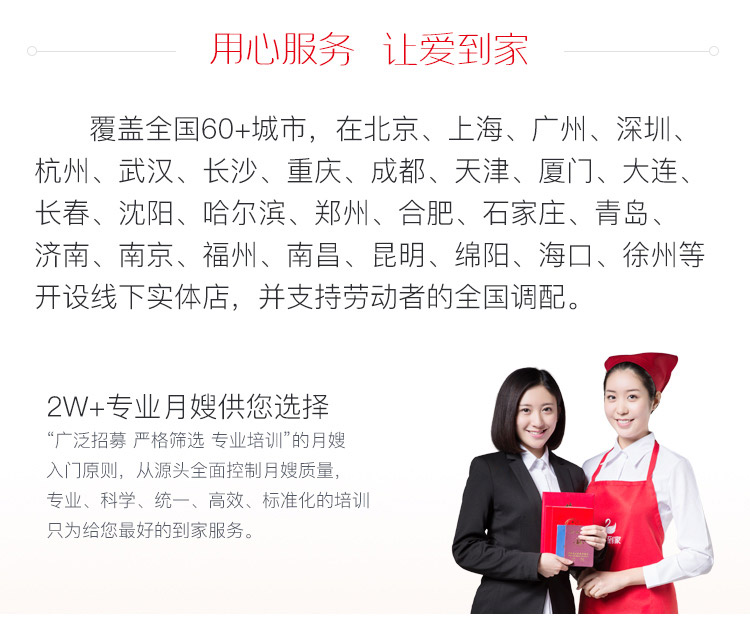 用心服务 让爱到家
覆盖全国60+城市，在北京、上海、广州、深圳、
杭州、武汉、长沙、重庆、成都、天津、厦门、大连、
长春、沈阳、哈尔滨、郑州、合肥、石家庄、青岛、
济南、南京、福州、南昌、昆明、绵阳、海口、徐州等
开设线下实体店，并支持劳动者的全国调配。
2W+专业月嫂供您选择
“广泛招募 严格筛选 专业培训”的月嫂
入门原则，从源头全面控制月嫂质量，
专业、科学、统一、高效、标准化的培训
只为给您最好的到家服务。
到家